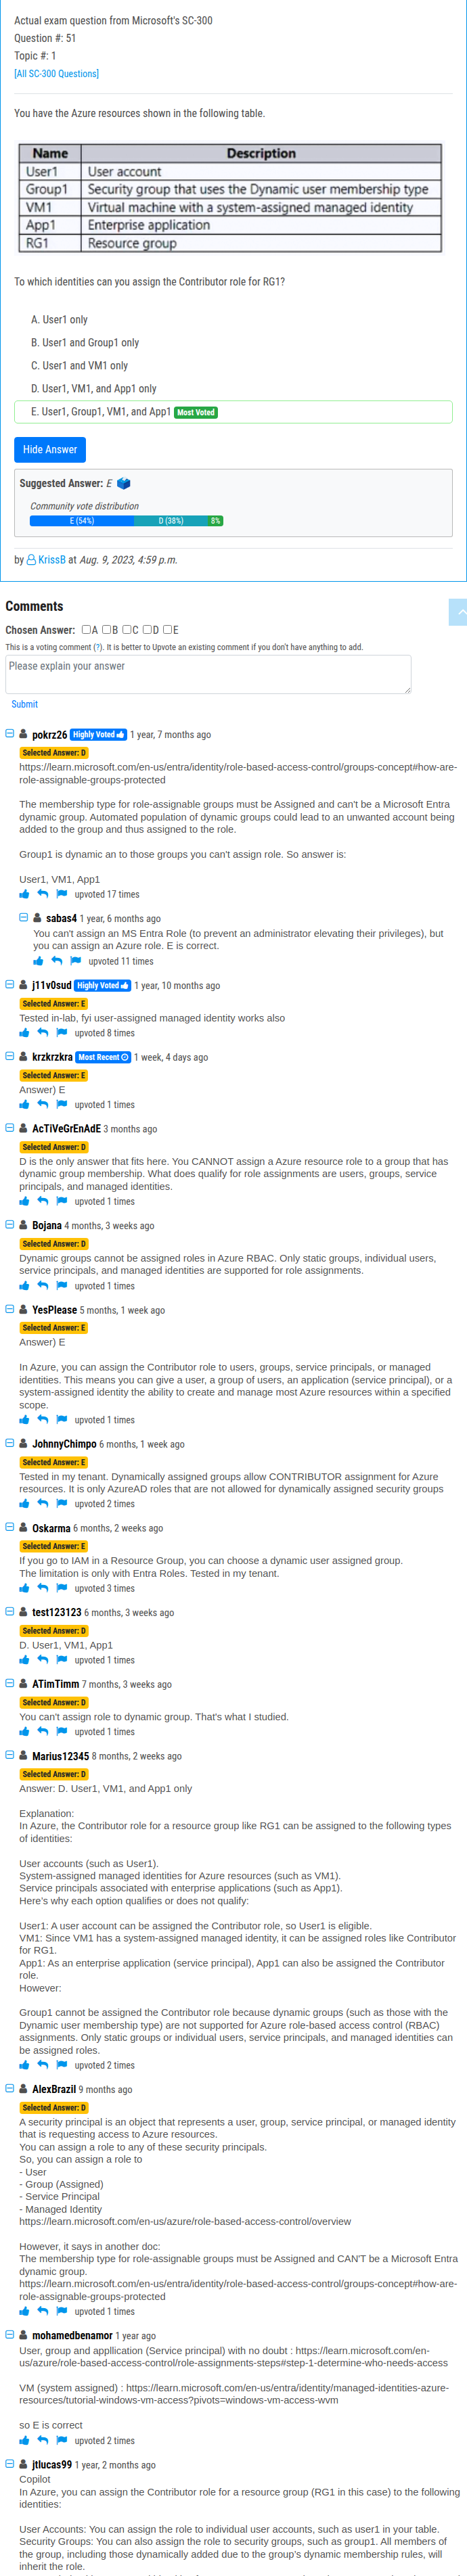 Actual exam question from Microsoft's SC-300
Question #: 51
Topic #: 1
[All SC-300 Questions]
You have the Azure resources shown in the following table.
Name Description
User1 User account
Group1 Security group that uses the Dynamic user membership type
VM1 Virtual machine with a system-assigned managed identity
App1 Enterprise application
RG1 Resource group
To which identities can you assign the Contributor role for RG1?
A. User1 only
B. User1 and Group1 only
C. User1 and VM1 only
D. User1, VM1, and App1 only
E. User1, Group1, VM1, and App1 Most Voted
Hide Answer
Suggested Answer: E
Community vote distribution
E (54%) D (38%) 8%
by KrissB at Aug. 9, 2023, 4:59 p.m.
Comments
Chosen Answer: A B C D E
This is a voting comment (?). It is better to Upvote an existing comment if you don't have anything to add.
Please explain your answer
Submit
pokrz26 Highly Voted 1 year, 7 months ago
Selected Answer: D
https://learn.microsoft.com/en-us/entra/identity/role-based-access-control/groups-concept#how-are-
role-assignable-groups-protected
The membership type for role-assignable groups must be Assigned and can't be a Microsoft Entra
dynamic group. Automated population of dynamic groups could lead to an unwanted account being
added to the group and thus assigned to the role.
Group1 is dynamic an to those groups you can't assign role. So answer is:
User1, VM1, App1
upvoted 17 times
sabas4 1 year, 6 months ago
You can't assign an MS Entra Role (to prevent an administrator elevating their privileges), but
you can assign an Azure role. E is correct.
upvoted 11 times
j11v0sud Highly Voted 1 year, 10 months ago
Selected Answer: E
Tested in-lab, fyi user-assigned managed identity works also
upvoted 8 times
krzkrzkra Most Recent 1 week, 4 days ago
Selected Answer: E
Answer) E
upvoted 1 times
AcTiVeGrEnAdE 3 months ago
Selected Answer: D
D is the only answer that fits here. You CANNOT assign a Azure resource role to a group that has
dynamic group membership. What does qualify for role assignments are users, groups, service
principals, and managed identities.
upvoted 1 times
Bojana 4 months, 3 weeks ago
Selected Answer: D
Dynamic groups cannot be assigned roles in Azure RBAC. Only static groups, individual users,
service principals, and managed identities are supported for role assignments.
upvoted 1 times
YesPlease 5 months, 1 week ago
Selected Answer: E
Answer) E
In Azure, you can assign the Contributor role to users, groups, service principals, or managed
identities. This means you can give a user, a group of users, an application (service principal), or a
system-assigned identity the ability to create and manage most Azure resources within a specified
scope.
upvoted 1 times
JohnnyChimpo 6 months, 1 week ago
Selected Answer: E
Tested in my tenant. Dynamically assigned groups allow CONTRIBUTOR assignment for Azure
resources. It is only AzureAD roles that are not allowed for dynamically assigned security groups
upvoted 2 times
Oskarma 6 months, 2 weeks ago
Selected Answer: E
If you go to IAM in a Resource Group, you can choose a dynamic user assigned group.
The limitation is only with Entra Roles. Tested in my tenant.
upvoted 3 times
test123123 6 months, 3 weeks ago
Selected Answer: D
D. User1, VM1, App1
upvoted 1 times
ATimTimm 7 months, 3 weeks ago
Selected Answer: D
You can't assign role to dynamic group. That's what I studied.
upvoted 1 times
Marius12345 8 months, 2 weeks ago
Selected Answer: D
Answer: D. User1, VM1, and App1 only
Explanation:
In Azure, the Contributor role for a resource group like RG1 can be assigned to the following types
of identities:
User accounts (such as User1).
System-assigned managed identities for Azure resources (such as VM1).
Service principals associated with enterprise applications (such as App1).
Here's why each option qualifies or does not qualify:
User1: A user account can be assigned the Contributor role, so User1 is eligible.
VM1: Since VM1 has a system-assigned managed identity, it can be assigned roles like Contributor
for RG1.
App1: As an enterprise application (service principal), App1 can also be assigned the Contributor
role.
However:
Group1 cannot be assigned the Contributor role because dynamic groups (such as those with the
Dynamic user membership type) are not supported for Azure role-based access control (RBAC)
assignments. Only static groups or individual users, service principals, and managed identities can
be assigned roles.
upvoted 2 times
AlexBrazil 9 months ago
Selected Answer: D
A security principal is an object that represents a user, group, service principal, or managed identity
that is requesting access to Azure resources.
You can assign a role to any of these security principals.
So, you can assign a role to
- User
- Group (Assigned)
- Service Principal
- Managed Identity
https://learn.microsoft.com/en-us/azure/role-based-access-control/overview
However, it says in another doc:
The membership type for role-assignable groups must be Assigned and CAN'T be a Microsoft Entra
dynamic group.
https://learn.microsoft.com/en-us/entra/identity/role-based-access-control/groups-concept#how-are-
role-assignable-groups-protected
upvoted 1 times
mohamedbenamor 1 year ago
User, group and appllication (Service principal) with no doubt : https://learn.microsoft.com/en-
us/azure/role-based-access-control/role-assignments-steps#step-1-determine-who-needs-access
VM (system assigned) : https://learn.microsoft.com/en-us/entra/identity/managed-identities-azure-
resources/tutorial-windows-vm-access?pivots=windows-vm-access-wvm
so E is correct
upvoted 2 times
jtlucas99 1 year, 2 months ago
Copilot
In Azure, you can assign the Contributor role for a resource group (RG1 in this case) to the following
identities:
User Accounts: You can assign the role to individual user accounts, such as user1 in your table.
Security Groups: You can also assign the role to security groups, such as group1. All members of
the group, including those dynamically added due to the group's dynamic membership rules, will
inherit the role.